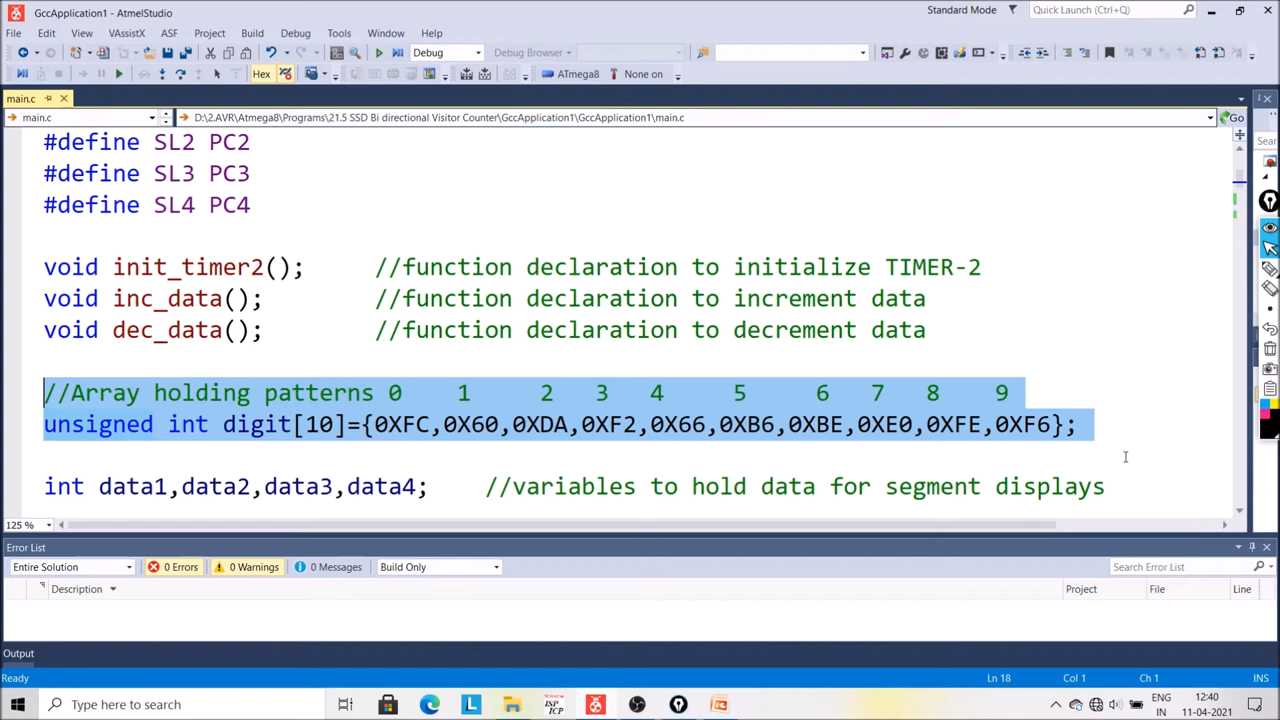 GccApplication1 - AtmelStudio
Standard Mode
Quick Launch (Ctrl+Q)
File Edit View VAssistX ASF Project Build Debug Tools Window Help
Debug
Debug Browser
Hex
ATmega8
None on
main.c
main.c
D:\2.AVR\Atmega8\Programs\21.5 SSD Bi directional Visitor Counter\GccApplication1\GccApplication1\main.c
Go
Sear
#define SL2 PC2
#define SL3 PC3
#define SL4 PC4
void init_timer2(); //function declaration to initialize TIMER-2
void inc_data(); //function declaration to increment data
void dec_data(); //function declaration to decrement data
//Array holding patterns 0 1 2 3 4 5 6 7 8 9
unsigned int digit[10]={0XFC,0X60,0XDA,0XF2,0X66,0XB6,0XBE,0XE0,0XFE,0XF6};
int data1,data2,data3,data4; //variables to hold data for segment displays
125 %
Error List
Entire Solution
0 Errors
0 Warnings
0 Messages
Build Only
Search Error List
Description
Project
File
Line
Output
Ready
Ln 18
Col 1
Ch 1
INS
Type here to search
L
ISP
ICP
ENG
IN
12:40
11-04-2021